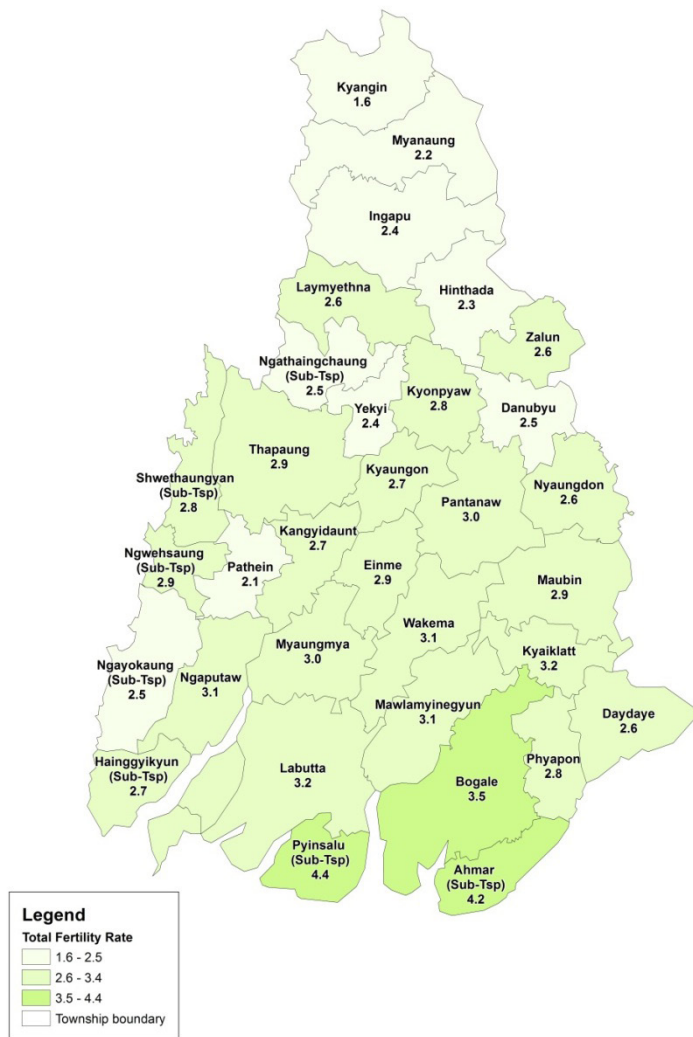 Kyangin
1.6
Myanaung
2.2
Ingapu
2.4
Laymyethna
2.6
Hinthada
2.3
Zalun
2.6
Ngathaingchaung
(Sub-Tsp)
2.5
Yekyi
2.4
Kyonpyaw
2.8
Danubyu
2.5
Thapaung
2.9
Shwethaungyan
(Sub-Tsp)
2.8
Kyaungon
2.7
Pantanaw
3.0
Nyaungdon
2.6
Ngwehsaung
(Sub-Tsp)
2.9
Pathein
2.1
Kangyidaunt
2.7
Einme
2.9
Maubin
2.9
Ngayokaung
(Sub-Tsp)
2.5
Ngaputaw
3.1
Myaungmya
3.0
Wakema
3.1
Kyaiklatt
3.2
Mawlamyinegyun
3.1
Daydaye
2.6
Hainggyikyun
(Sub-Tsp)
2.7
Labutta
3.2
Bogale
3.5
Phyapon
2.8
Pyinsalu
(Sub-Tsp)
4.4
Ahmar
(Sub-Tsp)
4.2
Legend
Total Fertility Rate
1.6 - 2.5
2.6 - 3.4
3.5 - 4.4
Township boundary